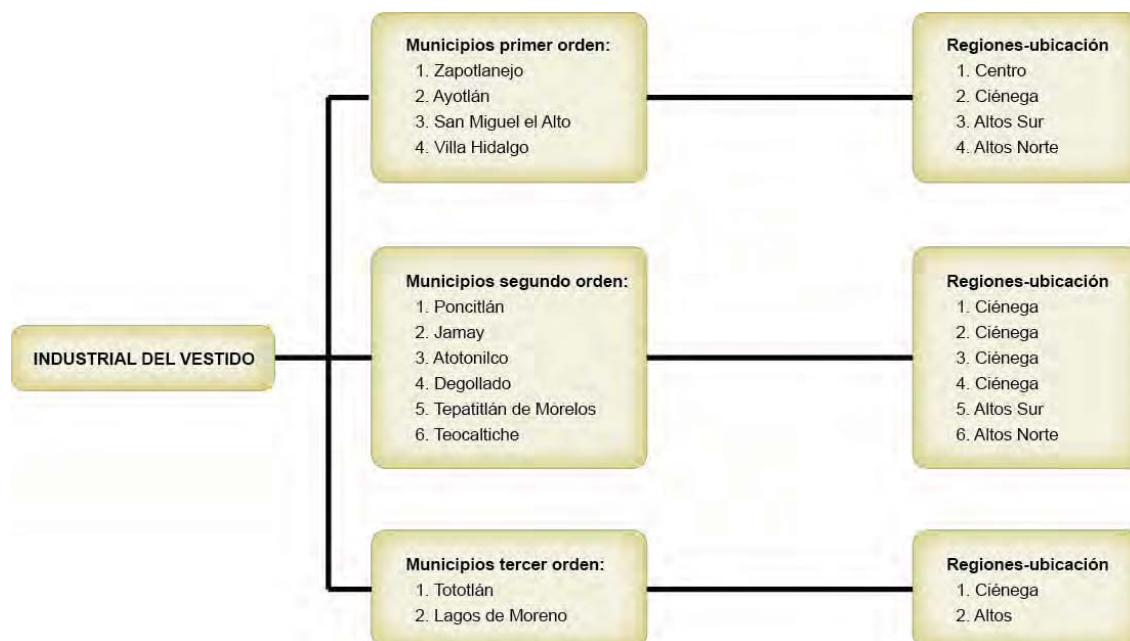 INDUSTRIAL DEL VESTIDO
Municipios primer orden:
1. Zapotlanejo
2. Ayotlán
3. San Miguel el Alto
4. Villa Hidalgo
Regiones-ubicación
1. Centro
2. Ciénega
3. Altos Sur
4. Altos Norte
Municipios segundo orden:
1. Poncitlán
2. Jamay
3. Atotonilco
4. Degollado
5. Tepatitlán de Morelos
6. Teocaltiche
Regiones-ubicación
1. Ciénega
2. Ciénega
3. Ciénega
4. Ciénega
5. Altos Sur
6. Altos Norte
Municipios tercer orden:
1. Tototlán
2. Lagos de Moreno
Regiones-ubicación
1. Ciénega
2. Altos